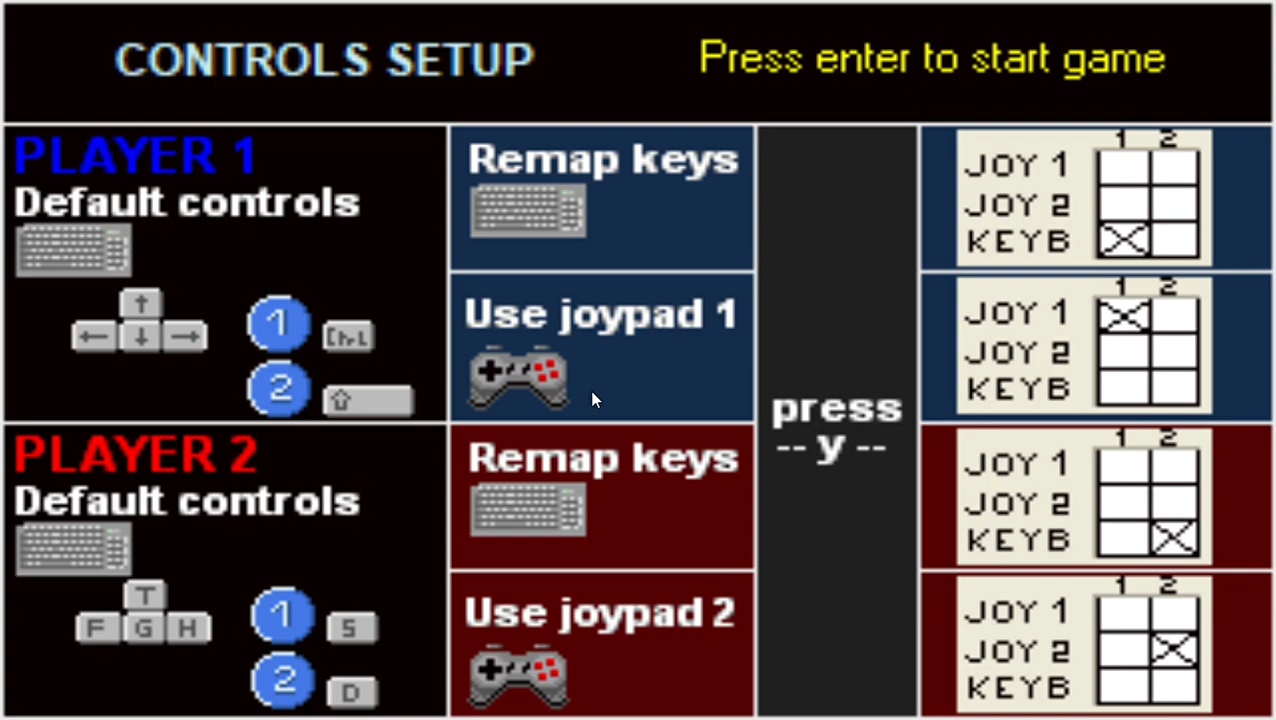 CONTROLS SETUP
Press enter to start game
PLAYER 1
Default controls
↑
← ↓ →
1 Ctrl
2 ⇧
Remap keys
Use joypad 1
PLAYER 2
Default controls
T
F G H
1 S
2 D
Remap keys
Use joypad 2
press
-- y --
1 2
JOY 1
JOY 2
KEYB
1 2
JOY 1
JOY 2
KEYB
1 2
JOY 1
JOY 2
KEYB
1 2
JOY 1
JOY 2
KEYB